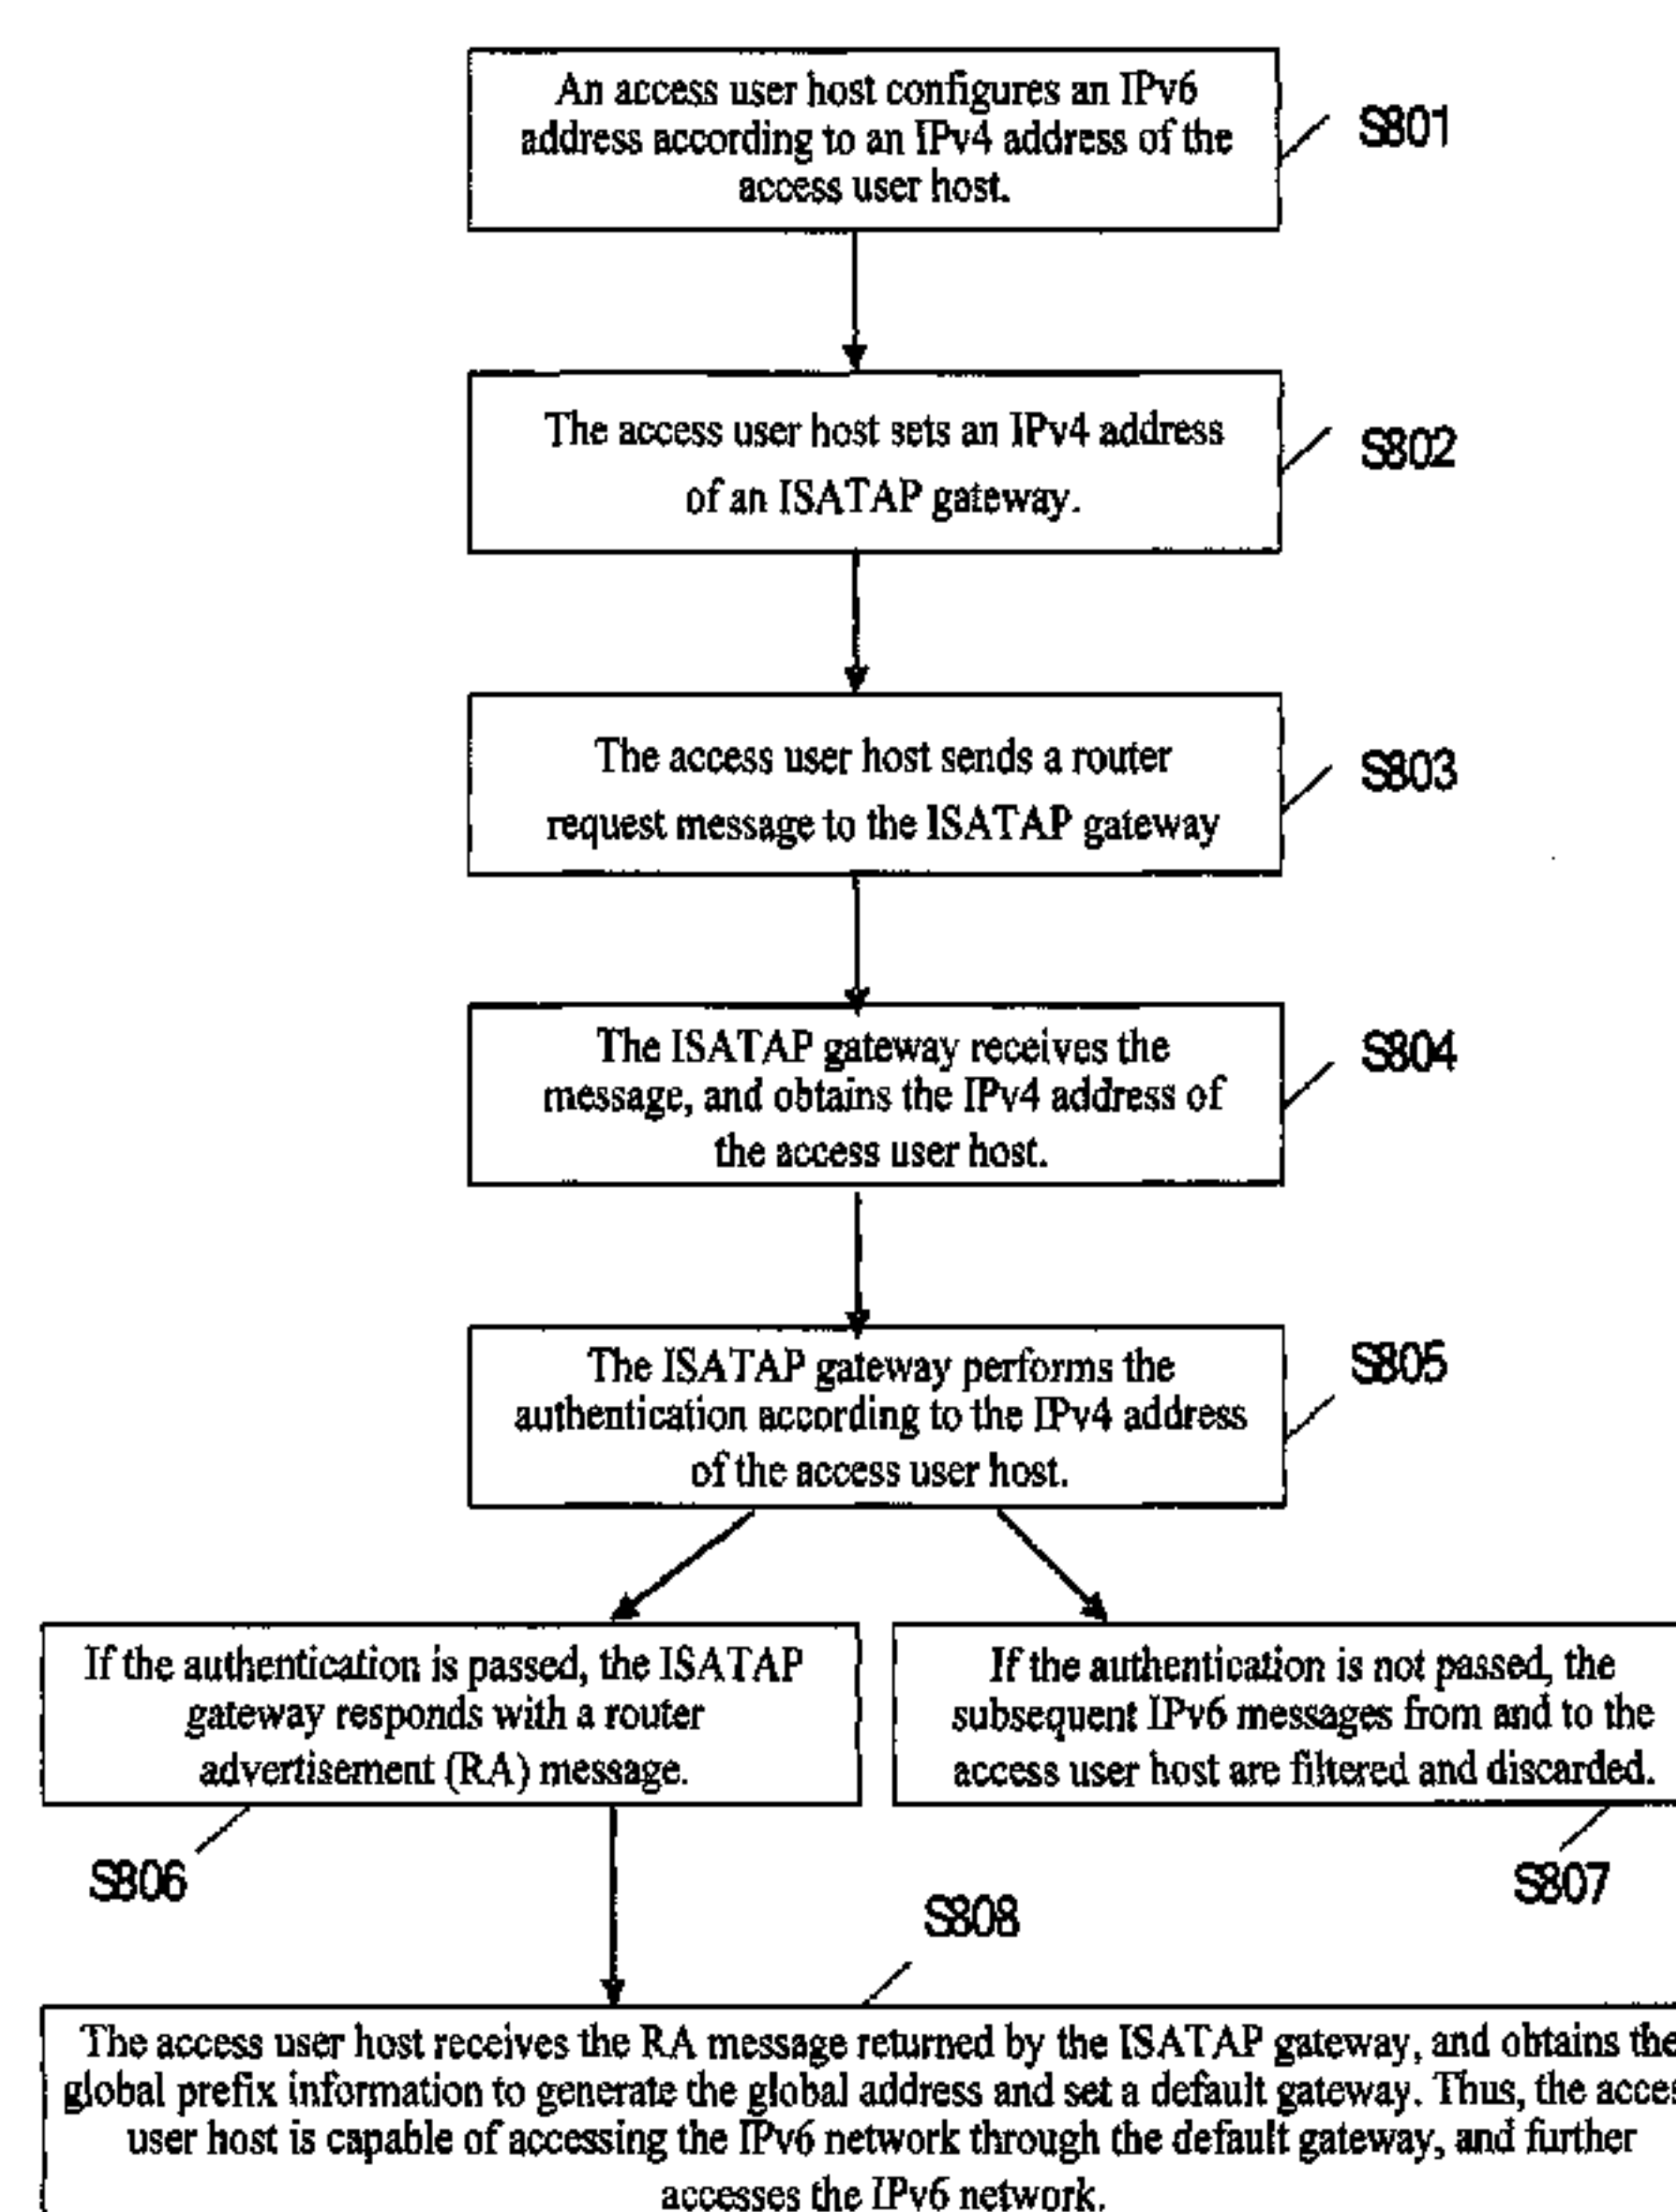 An access user host configures an IPv6
address according to an IPv4 address of the
access user host.
S801
The access user host sets an IPv4 address
of an ISATAP gateway.
S802
The access user host sends a router
request message to the ISATAP gateway
S803
The ISATAP gateway receives the
message, and obtains the IPv4 address of
the access user host.
S804
The ISATAP gateway performs the
authentication according to the IPv4 address
of the access user host.
S805
If the authentication is passed, the ISATAP
gateway responds with a router
advertisement (RA) message.
S806
If the authentication is not passed, the
subsequent IPv6 messages from and to the
access user host are filtered and discarded.
S807
S808
The access user host receives the RA message returned by the ISATAP gateway, and obtains the
global prefix information to generate the global address and set a default gateway. Thus, the acces
user host is capable of accessing the IPv6 network through the default gateway, and further
accesses the IPv6 network.